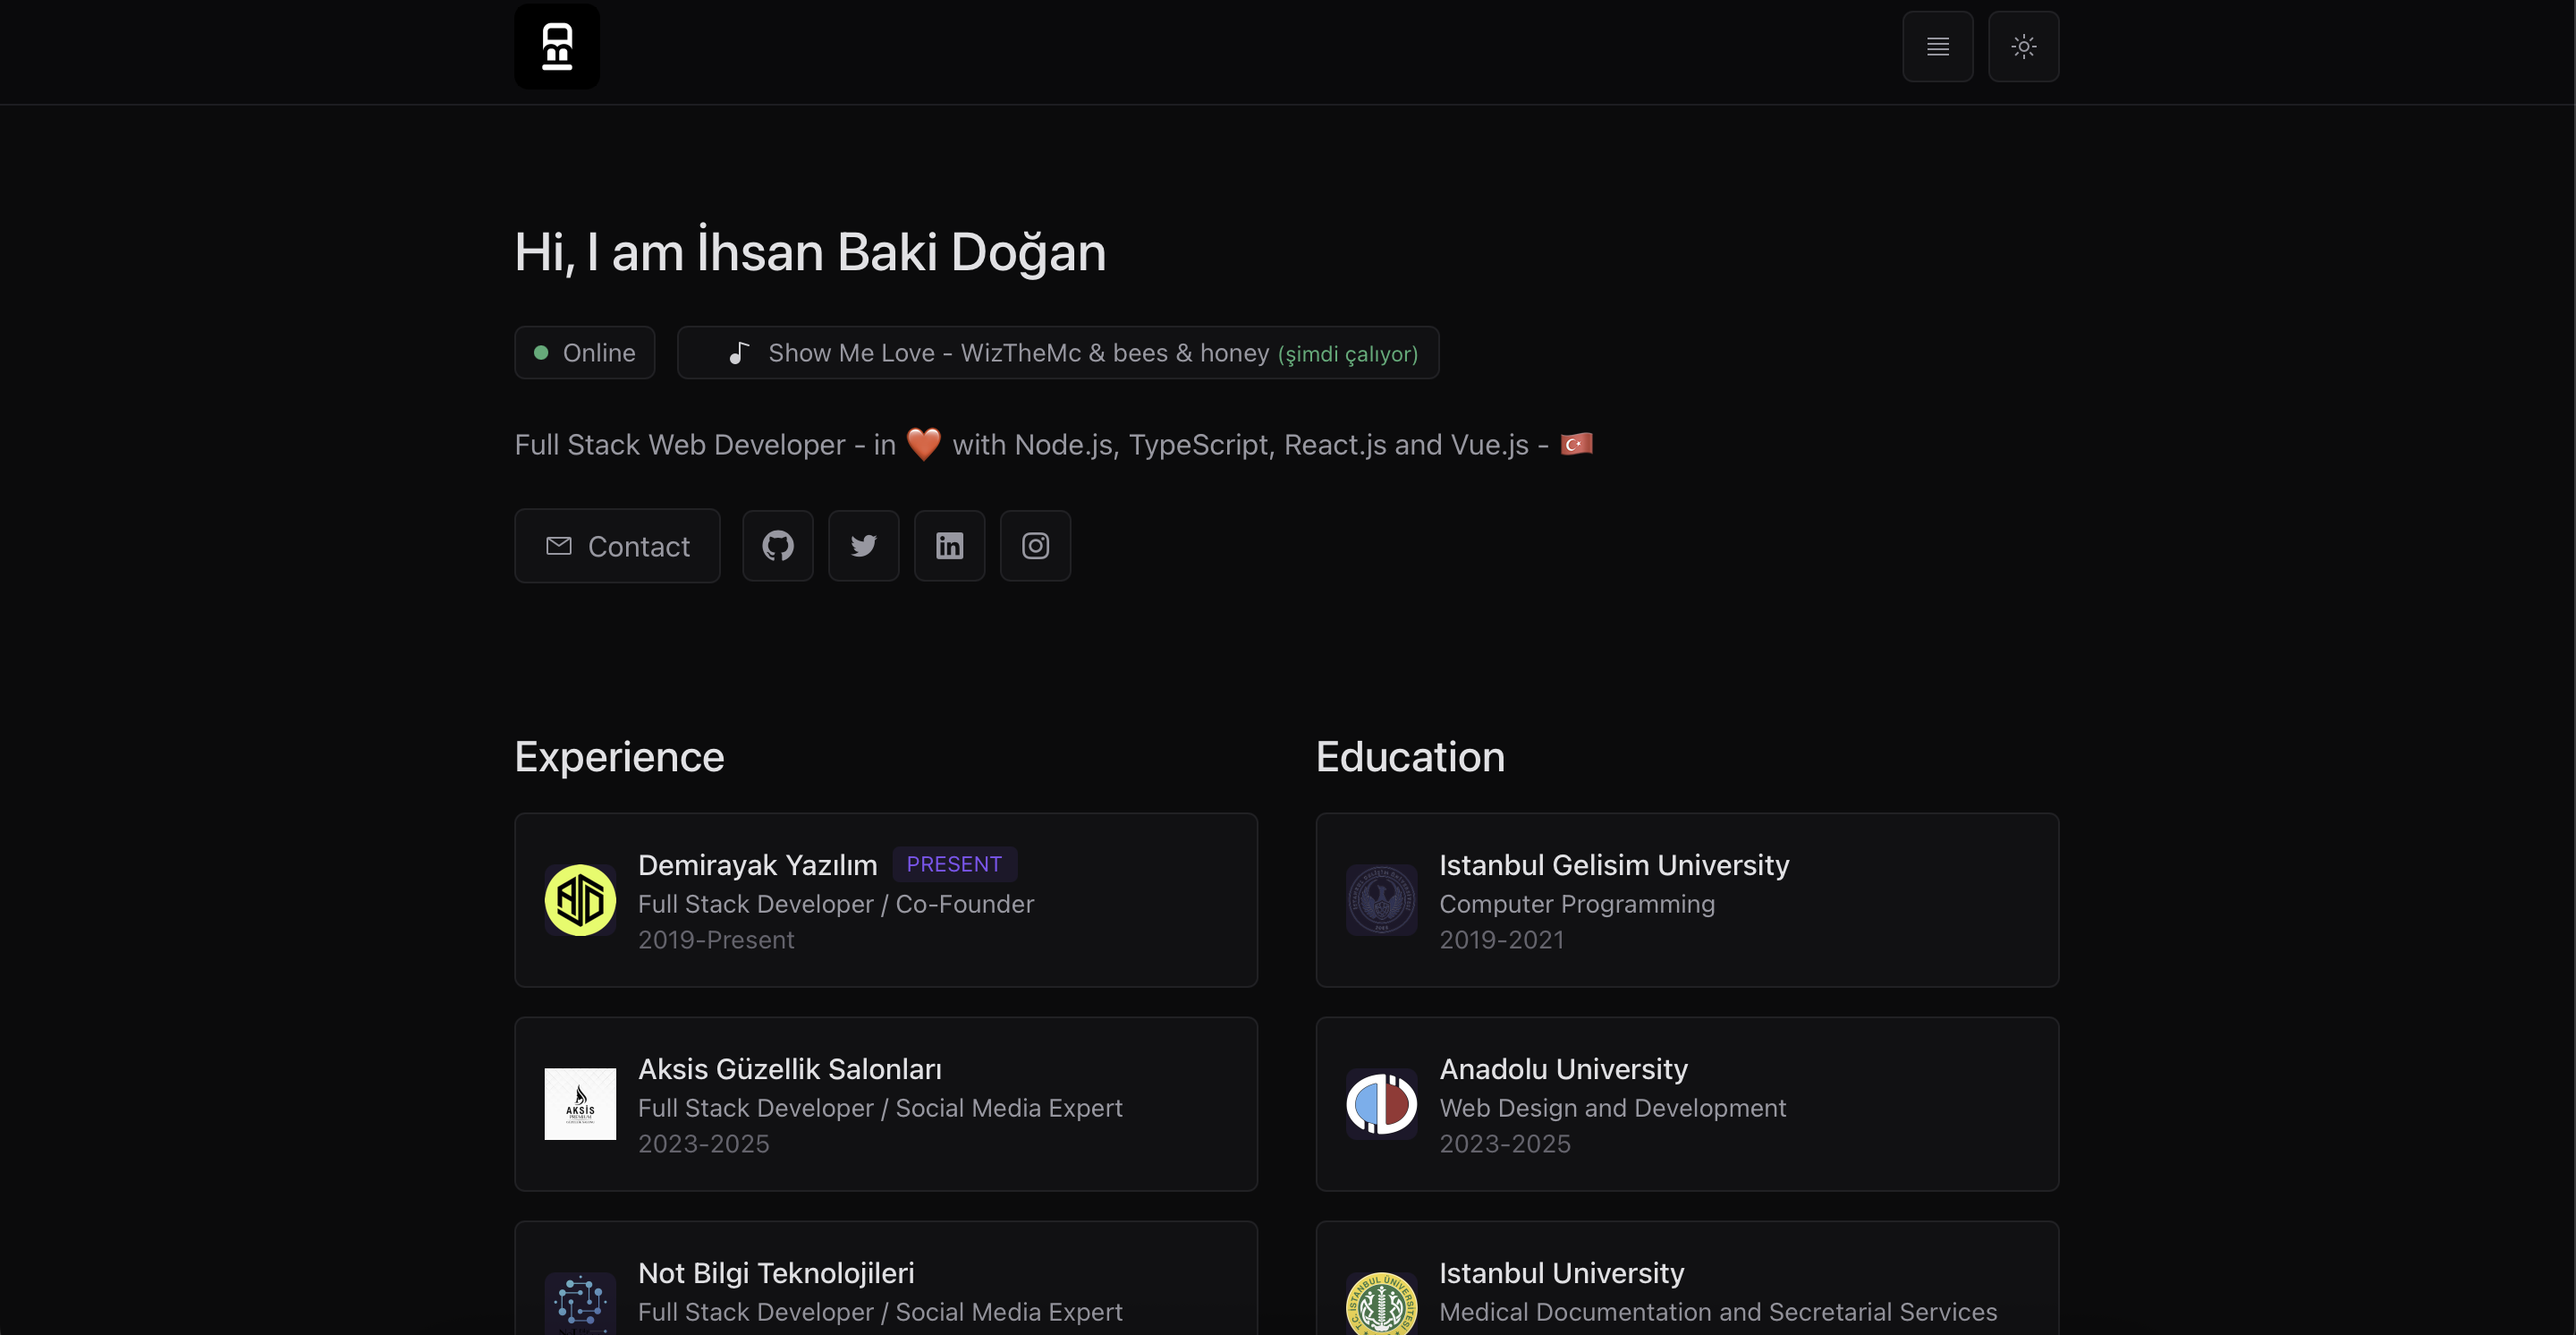 Hi, I am İhsan Baki Doğan
Online
Show Me Love - WizTheMc & bees & honey (şimdi çalıyor)
Full Stack Web Developer - in ❤️ with Node.js, TypeScript, React.js and Vue.js - 🇹🇷
Contact
Experience
Demirayak Yazılım PRESENT
Full Stack Developer / Co-Founder
2019-Present
AKSİS
Aksis Güzellik Salonları
Full Stack Developer / Social Media Expert
2023-2025
Not Bilgi Teknolojileri
Full Stack Developer / Social Media Expert
Education
Istanbul Gelisim University
Computer Programming
2019-2021
Anadolu University
Web Design and Development
2023-2025
Istanbul University
Medical Documentation and Secretarial Services